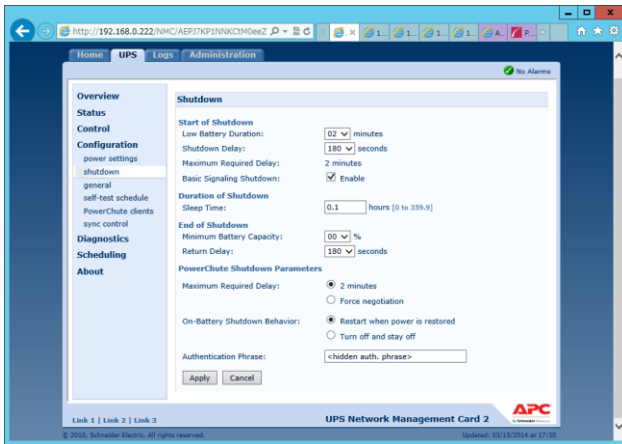 http://192.168.0.222/NMC/
1...
1...
1...
A...
P...
Home UPS Logs Administration
No Alarms
Overview
Status
Control
Configuration
power settings
shutdown
general
self-test schedule
PowerChute clients
sync control
Diagnostics
Scheduling
About
Shutdown
Start of Shutdown
Low Battery Duration: 02 minutes
Shutdown Delay: 180 seconds
Maximum Required Delay: 2 minutes
Basic Signaling Shutdown: Enable
Duration of Shutdown
Sleep Time: 0.1 hours [0 to 359.9]
End of Shutdown
Minimum Battery Capacity: 00 %
Return Delay: 180 seconds
PowerChute Shutdown Parameters
Maximum Required Delay: 2 minutes
Force negotiation
On-Battery Shutdown Behavior: Restart when power is restored
Turn off and stay off
Authentication Phrase: <hidden auth. phrase>
Apply Cancel
Link 1 | Link 2 | Link 3
UPS Network Management Card 2
APC
by Schneider Electric
© 2010, Schneider Electric. All rights reserved.
Updated: 03/13/2014 at 17:30